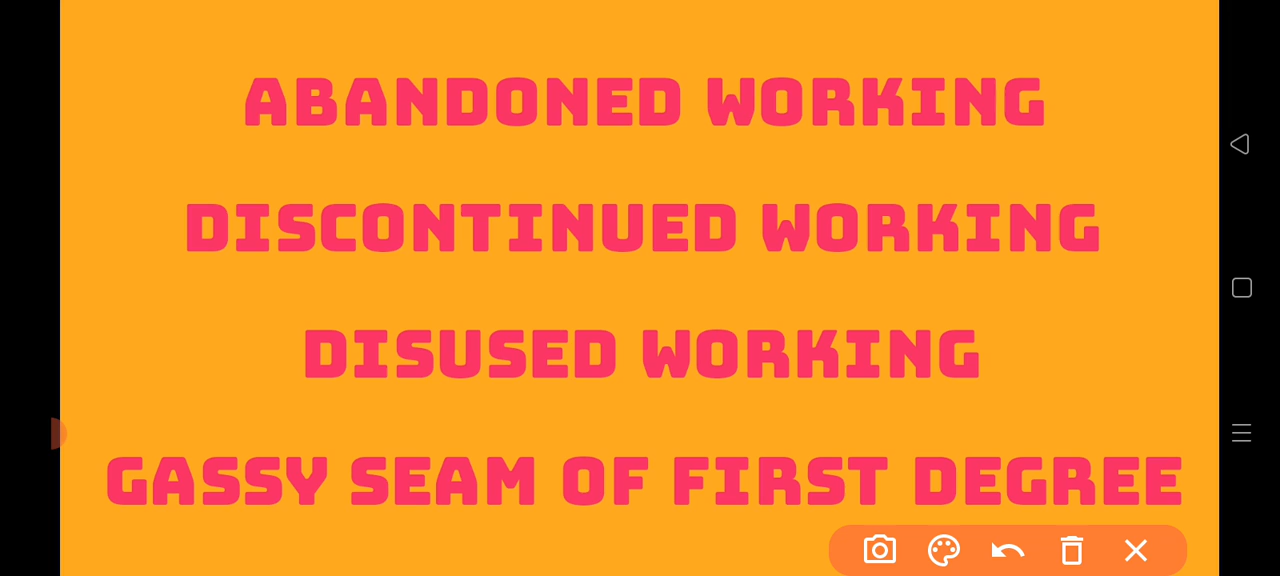 ABANDONED WORKING
DISCONTINUED WORKING
DISUSED WORKING
GASSY SEAM OF FIRST DEGREE